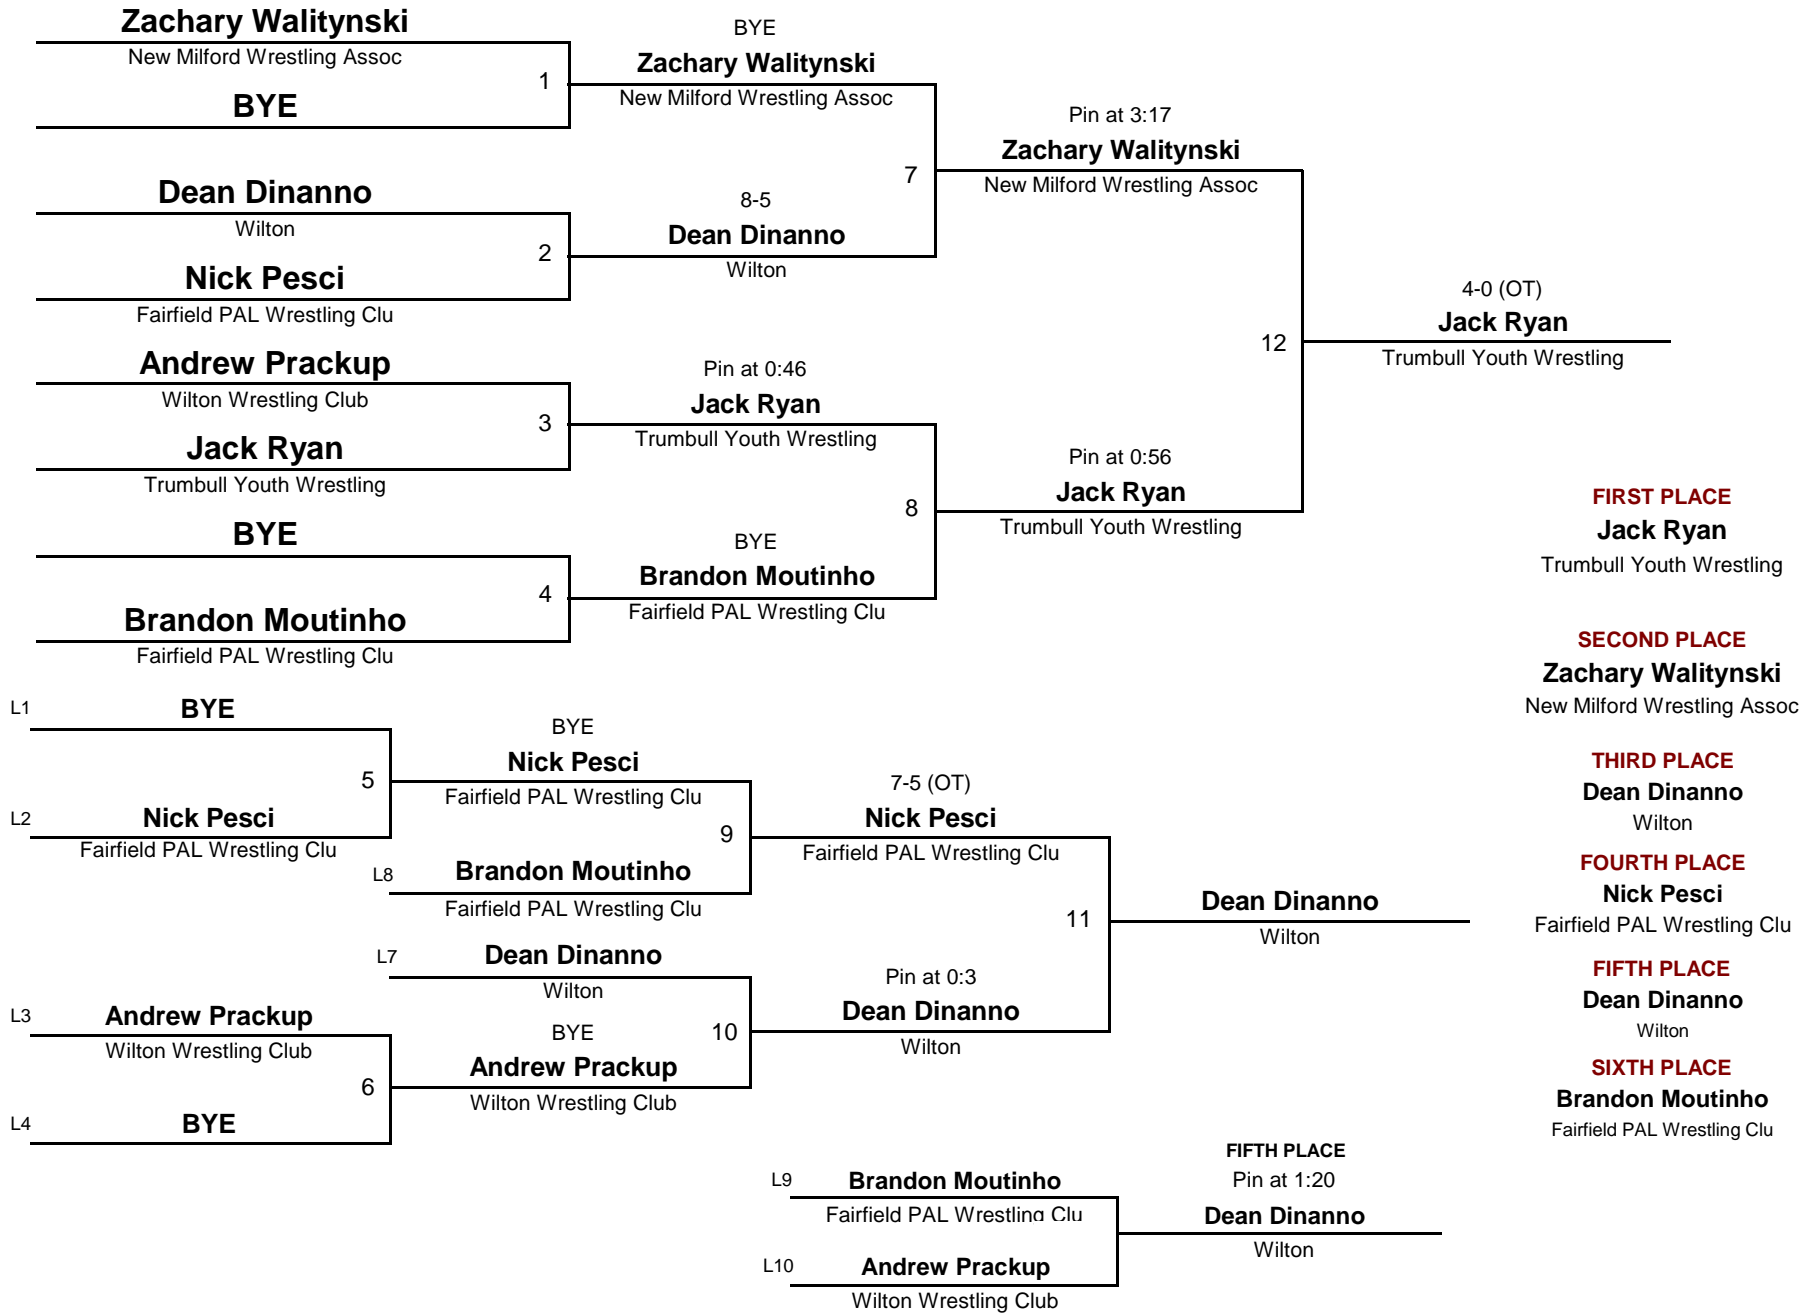 Zachary Walitynski
New Milford Wrestling Assoc
1
BYE
BYE
Zachary Walitynski
New Milford Wrestling Assoc
Dean Dinanno
Wilton
2
Nick Pesci
Fairfield PAL Wrestling Clu
8-5
Dean Dinanno
Wilton
7
Pin at 3:17
Zachary Walitynski
New Milford Wrestling Assoc
Andrew Prackup
Wilton Wrestling Club
3
Jack Ryan
Trumbull Youth Wrestling
Pin at 0:46
Jack Ryan
Trumbull Youth Wrestling
BYE
4
Brandon Moutinho
Fairfield PAL Wrestling Clu
BYE
Brandon Moutinho
Fairfield PAL Wrestling Clu
8
Pin at 0:56
Jack Ryan
Trumbull Youth Wrestling
12
4-0 (OT)
Jack Ryan
Trumbull Youth Wrestling
L1
BYE
5
L2
Nick Pesci
Fairfield PAL Wrestling Clu
BYE
Nick Pesci
Fairfield PAL Wrestling Clu
9
L8
Brandon Moutinho
Fairfield PAL Wrestling Clu
7-5 (OT)
Nick Pesci
Fairfield PAL Wrestling Clu
L7
Dean Dinanno
Wilton
10
L3
Andrew Prackup
Wilton Wrestling Club
6
L4
BYE
BYE
Andrew Prackup
Wilton Wrestling Club
Pin at 0:3
Dean Dinanno
Wilton
11
Dean Dinanno
Wilton
L9
Brandon Moutinho
Fairfield PAL Wrestling Clu
L10
Andrew Prackup
Wilton Wrestling Club
FIFTH PLACE
Pin at 1:20
Dean Dinanno
Wilton
FIRST PLACE
Jack Ryan
Trumbull Youth Wrestling
SECOND PLACE
Zachary Walitynski
New Milford Wrestling Assoc
THIRD PLACE
Dean Dinanno
Wilton
FOURTH PLACE
Nick Pesci
Fairfield PAL Wrestling Clu
FIFTH PLACE
Dean Dinanno
Wilton
SIXTH PLACE
Brandon Moutinho
Fairfield PAL Wrestling Clu